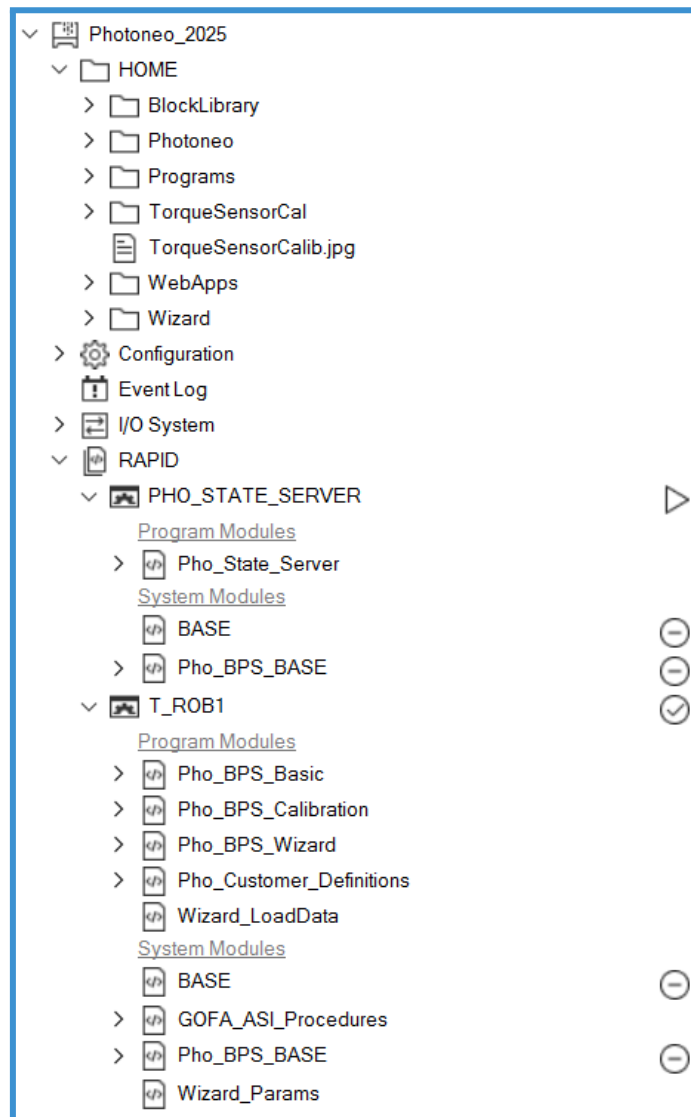 Photoneo_2025
HOME
BlockLibrary
Photoneo
Programs
TorqueSensorCal
TorqueSensorCalib.jpg
WebApps
Wizard
Configuration
Event Log
I/O System
RAPID
PHO_STATE_SERVER
Program Modules
Pho_State_Server
System Modules
BASE
Pho_BPS_BASE
T_ROB1
Program Modules
Pho_BPS_Basic
Pho_BPS_Calibration
Pho_BPS_Wizard
Pho_Customer_Definitions
Wizard_LoadData
System Modules
BASE
GOFA_ASI_Procedures
Pho_BPS_BASE
Wizard_Params